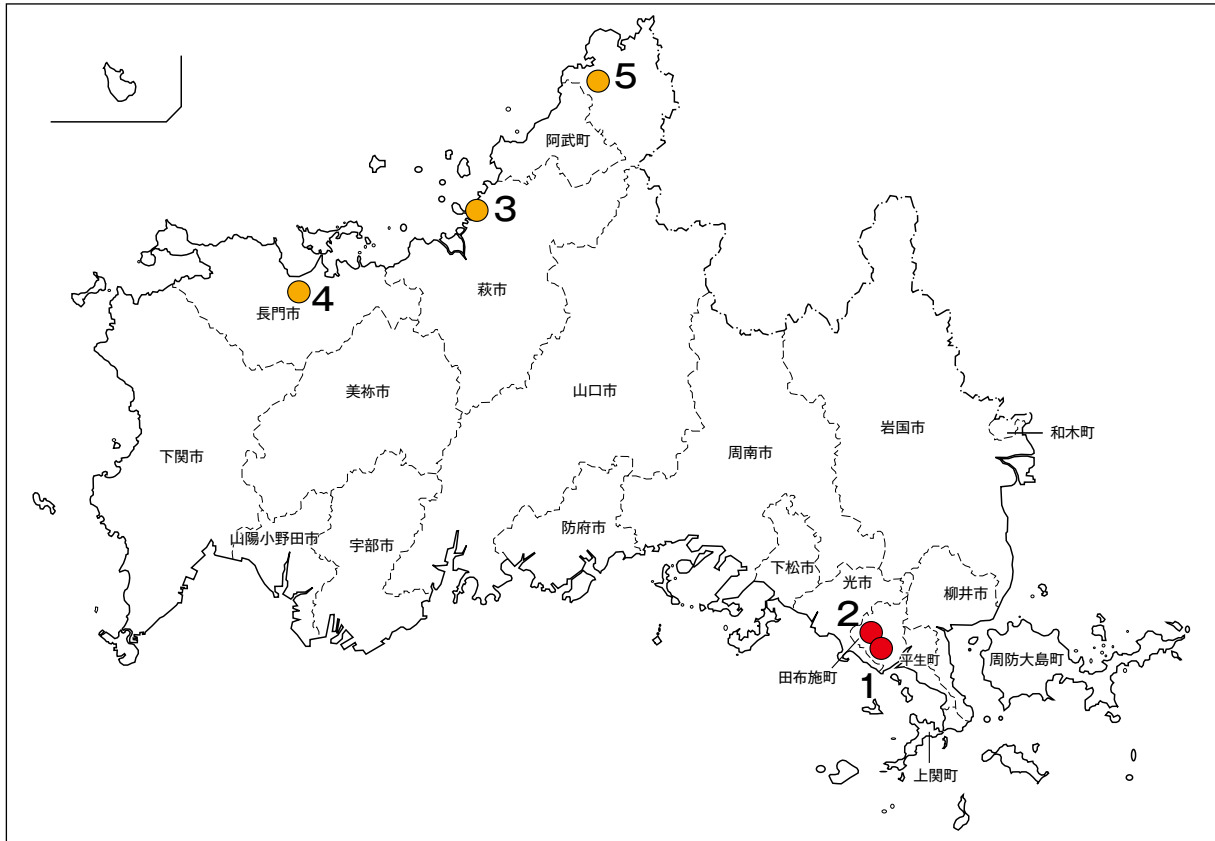 5
阿武町
3
萩市
4
長門市
美祢市
山口市
岩国市
和木町
周南市
下関市
防府市
山陽小野田市
宇部市
下松市
光市
柳井市
2
平生町
周防大島町
田布施町
1
上関町